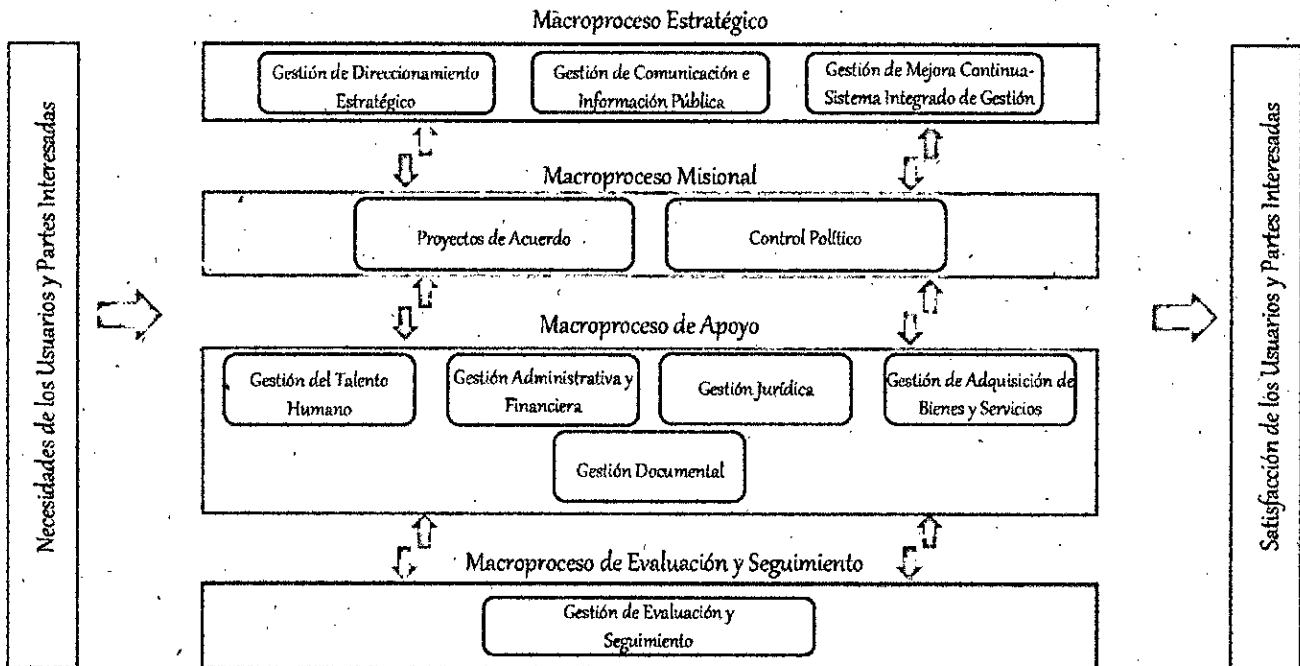 Macroproceso Estratégico
Gestión de Direccionamiento
Estratégico
Gestión de Comunicación e
Información Pública
Gestión de Mejora Continua-
Sistema Integrado de Gestión
Macroproceso Misional
Proyectos de Acuerdo
Control Político
Macroproceso de Apoyo
Gestión del Talento
Humano
Gestión Administrativa y
Financiera
Gestión Jurídica
Gestión de Adquisición de
Bienes y Servicios
Gestión Documental
Macroproceso de Evaluación y Seguimiento
Gestión de Evaluación y
Seguimiento
Necesidades de los Usuarios y Partes Interesadas
Satisfacción de los Usuarios y Partes Interesadas